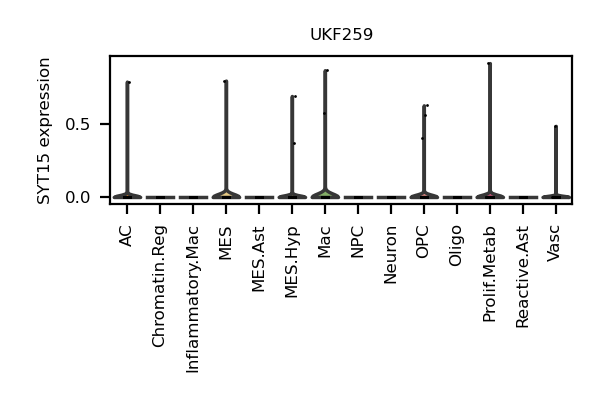 UKF259
SYT15 expression
0.5
0.0
AC
Chromatin.Reg
Inflammatory.Mac
MES
MES.Ast
MES.Hyp
Mac
NPC
Neuron
OPC
Oligo
Prolif.Metab
Reactive.Ast
Vasc